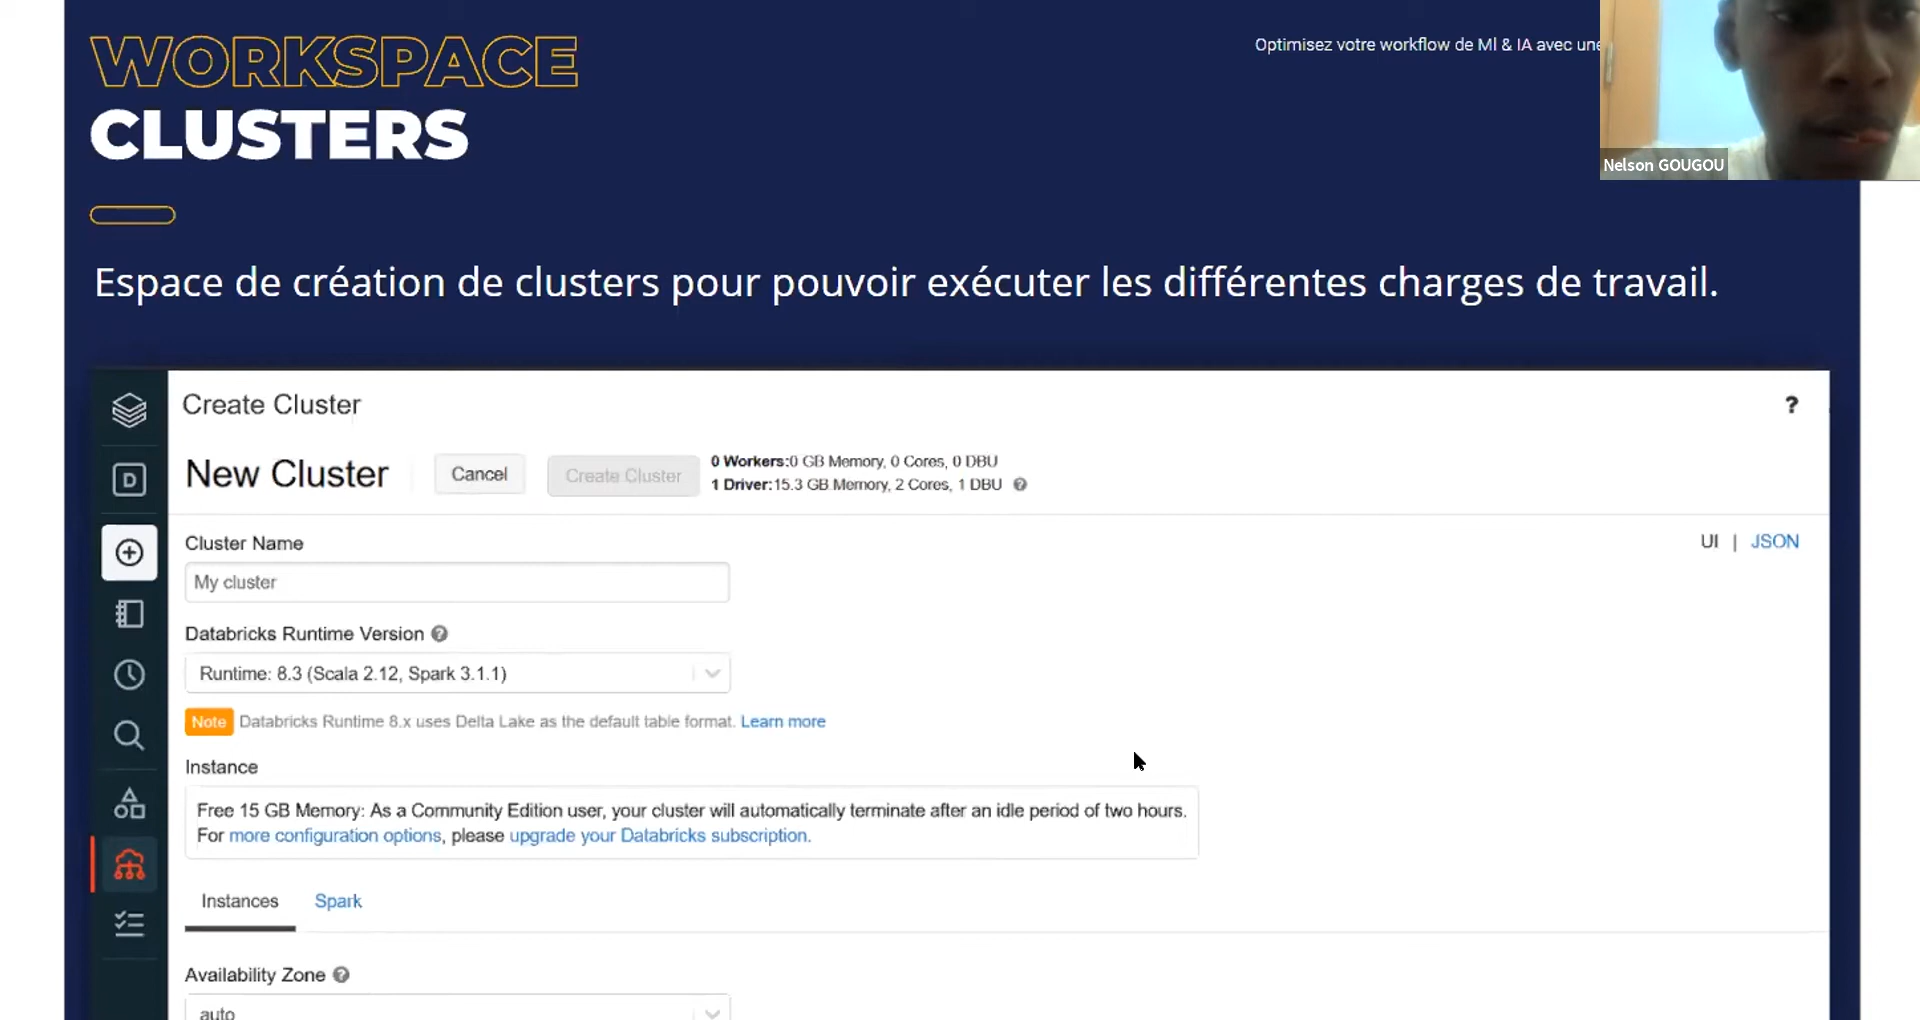 WORKSPACE
CLUSTERS
Optimisez votre workflow de Ml & IA avec une
Nelson GOUGOU
Espace de création de clusters pour pouvoir exécuter les différentes charges de travail.
Create Cluster
?
New Cluster
Cancel
Create Cluster
0 Workers:0 GB Memory, 0 Cores, 0 DBU
1 Driver:15.3 GB Memory, 2 Cores, 1 DBU ?
UI | JSON
Cluster Name
My cluster
Databricks Runtime Version ?
Runtime: 8.3 (Scala 2.12, Spark 3.1.1)
Note Databricks Runtime 8.x uses Delta Lake as the default table format. Learn more
Instance
Free 15 GB Memory: As a Community Edition user, your cluster will automatically terminate after an idle period of two hours.
For more configuration options, please upgrade your Databricks subscription.
Instances Spark
Availability Zone ?
auto
D